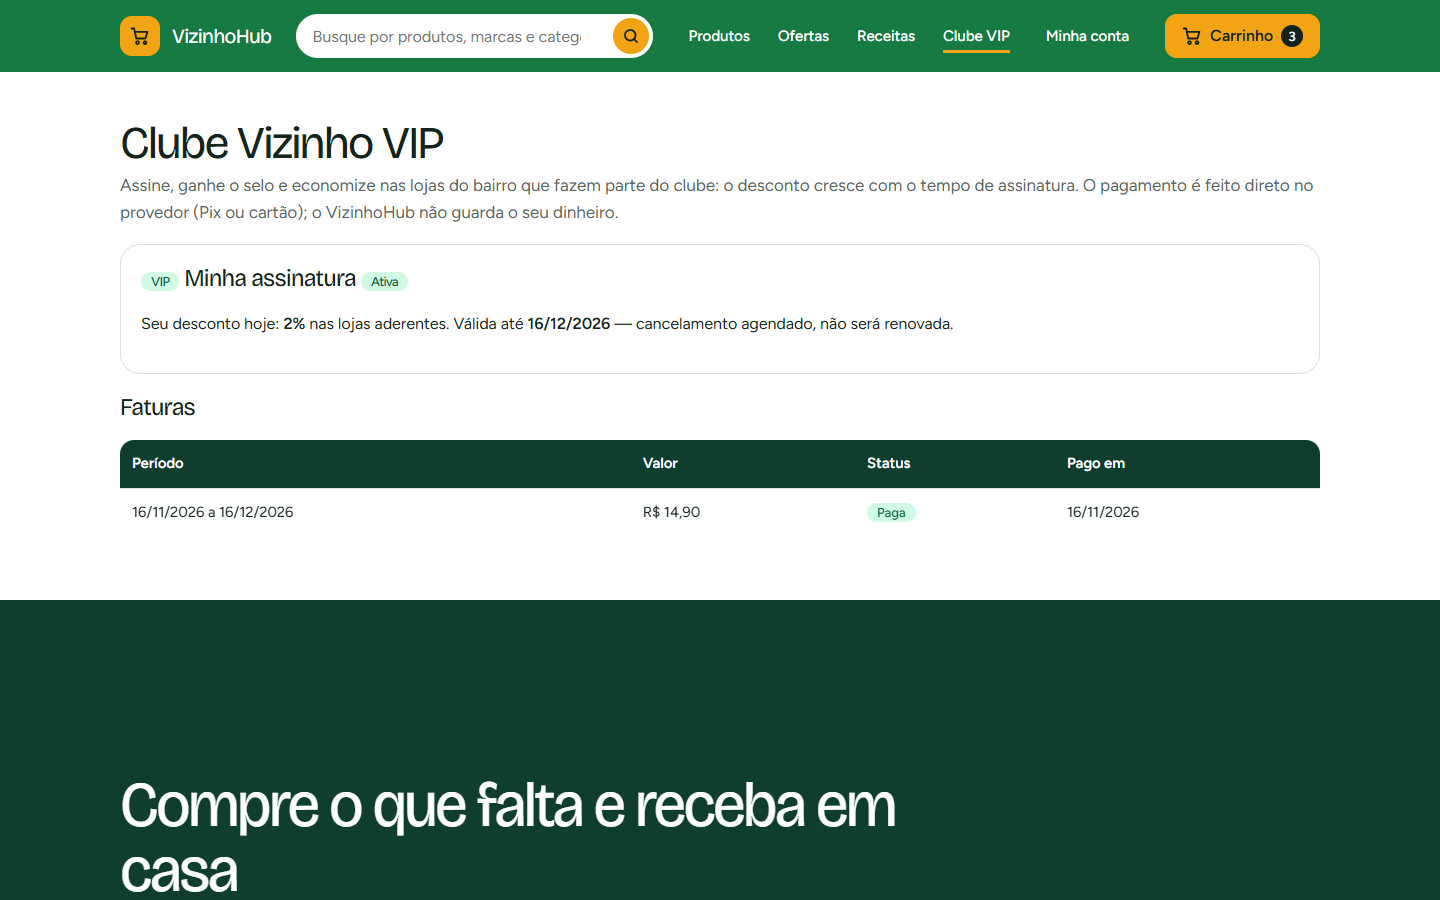 VizinhoHub
Busque por produtos, marcas e categ
Produtos
Ofertas
Receitas
Clube VIP
Minha conta
Carrinho 3
Clube Vizinho VIP
Assine, ganhe o selo e economize nas lojas do bairro que fazem parte do clube: o desconto cresce com o tempo de assinatura. O pagamento é feito direto no
provedor (Pix ou cartão); o VizinhoHub não guarda o seu dinheiro.
VIP Minha assinatura Ativa
Seu desconto hoje: 2% nas lojas aderentes. Válida até 16/12/2026 — cancelamento agendado, não será renovada.
Faturas
Período Valor Status Pago em
16/11/2026 a 16/12/2026 R$ 14,90 Paga 16/11/2026
Compre o que falta e receba em
casa